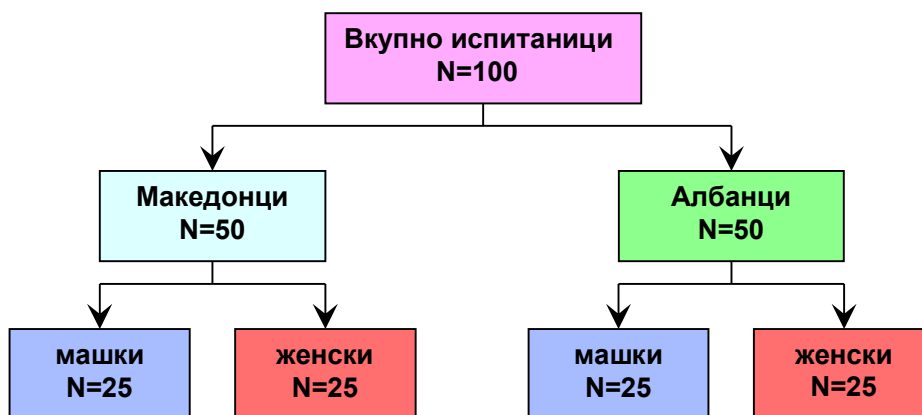 Вкупно испитаници
N=100
Македонци
N=50
Албанци
N=50
машки
N=25
женски
N=25
машки
N=25
женски
N=25